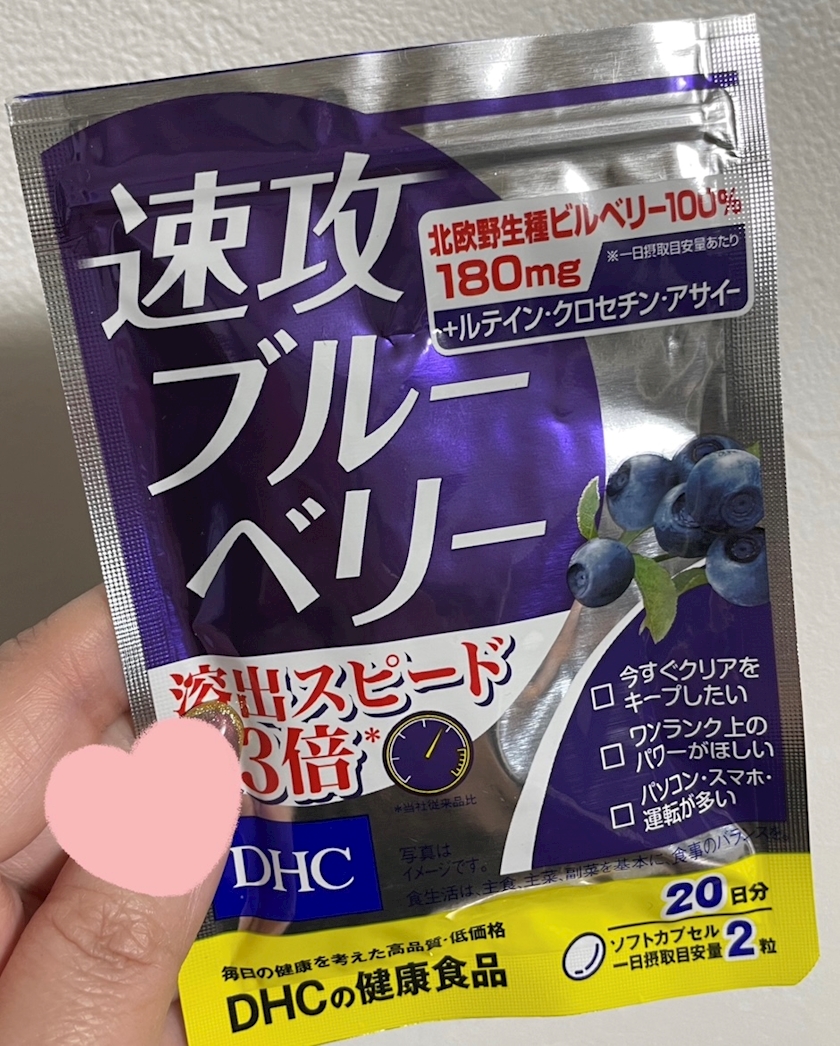 速攻
ブルー
ベリー
北欧野生種ビルベリー100%
180mg
※一日摂取目安量あたり
+ルテイン・クロセチン・アサイー
溶出スピード
3倍*
*当社従来品比
□ 今すぐクリアを
キープしたい
□ ワンランク上の
パワーがほしい
□ パソコン・スマホ・
運転が多い
DHC
写真は
イメージです。
食生活は、主食、主菜、副菜を基本に、食事のバランスを。
毎日の健康を考えた高品質・低価格
DHCの健康食品
20日分
ソフトカプセル
一日摂取目安量2粒